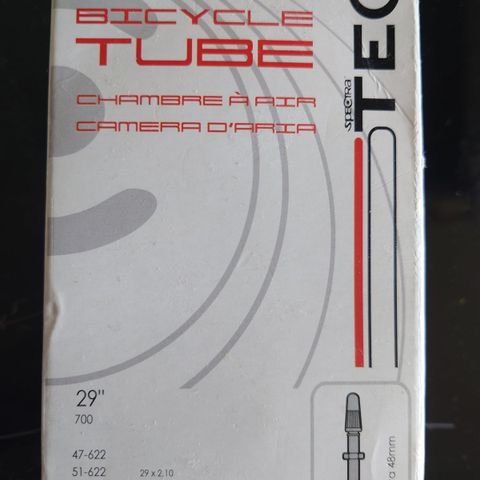 BICYCLE
TUBE
CHAMBRE À AIR
CAMERA D'ARIA
SPECTRA
TEC
29"
700
47-622
51-622 29 x 2.10
48mm